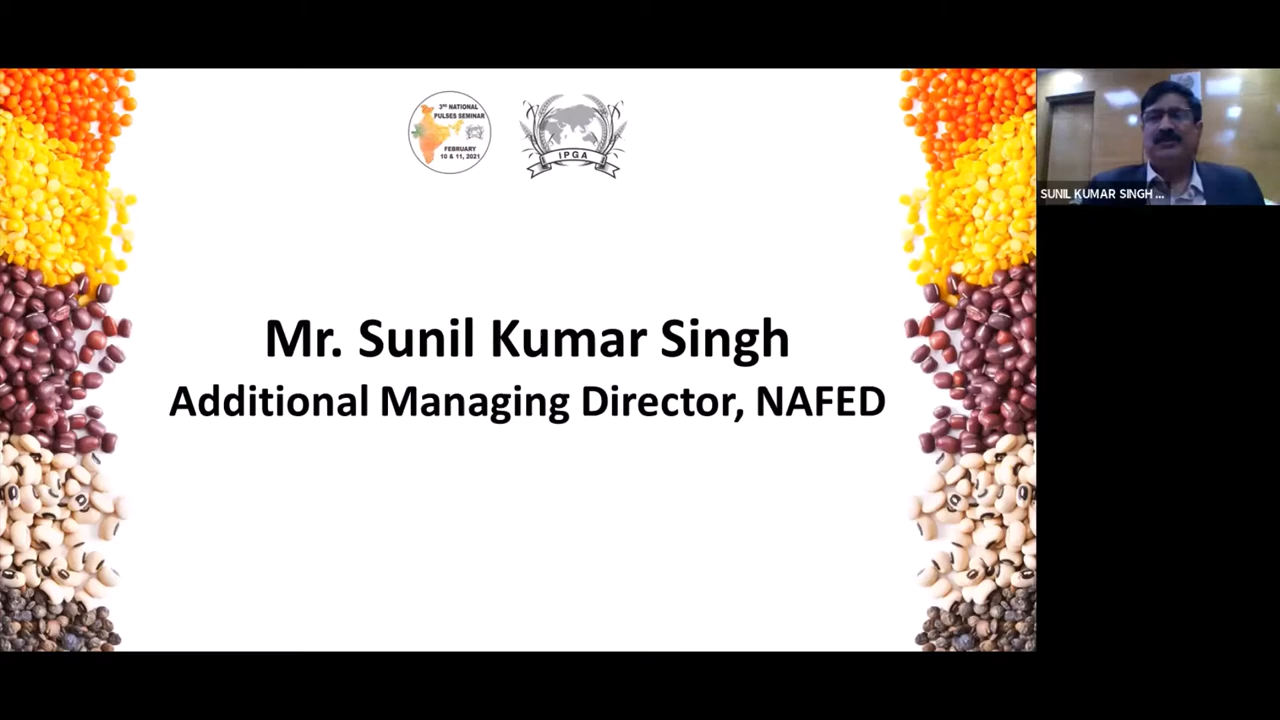 3RD NATIONAL
PULSES SEMINAR
FEBRUARY
10 & 11, 2021
IPGA
SUNIL KUMAR SINGH ...
Mr. Sunil Kumar Singh
Additional Managing Director, NAFED